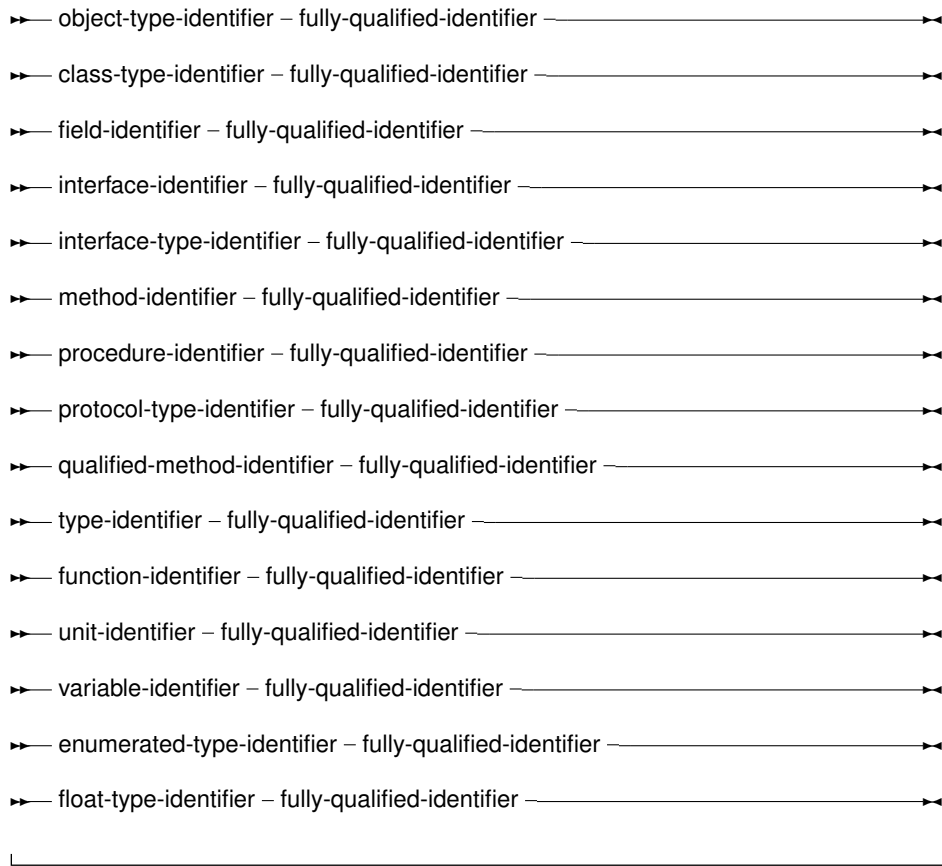 object-type-identifier – fully-qualified-identifier
class-type-identifier – fully-qualified-identifier
field-identifier – fully-qualified-identifier
interface-identifier – fully-qualified-identifier
interface-type-identifier – fully-qualified-identifier
method-identifier – fully-qualified-identifier
procedure-identifier – fully-qualified-identifier
protocol-type-identifier – fully-qualified-identifier
qualified-method-identifier – fully-qualified-identifier
type-identifier – fully-qualified-identifier
function-identifier – fully-qualified-identifier
unit-identifier – fully-qualified-identifier
variable-identifier – fully-qualified-identifier
enumerated-type-identifier – fully-qualified-identifier
float-type-identifier – fully-qualified-identifier